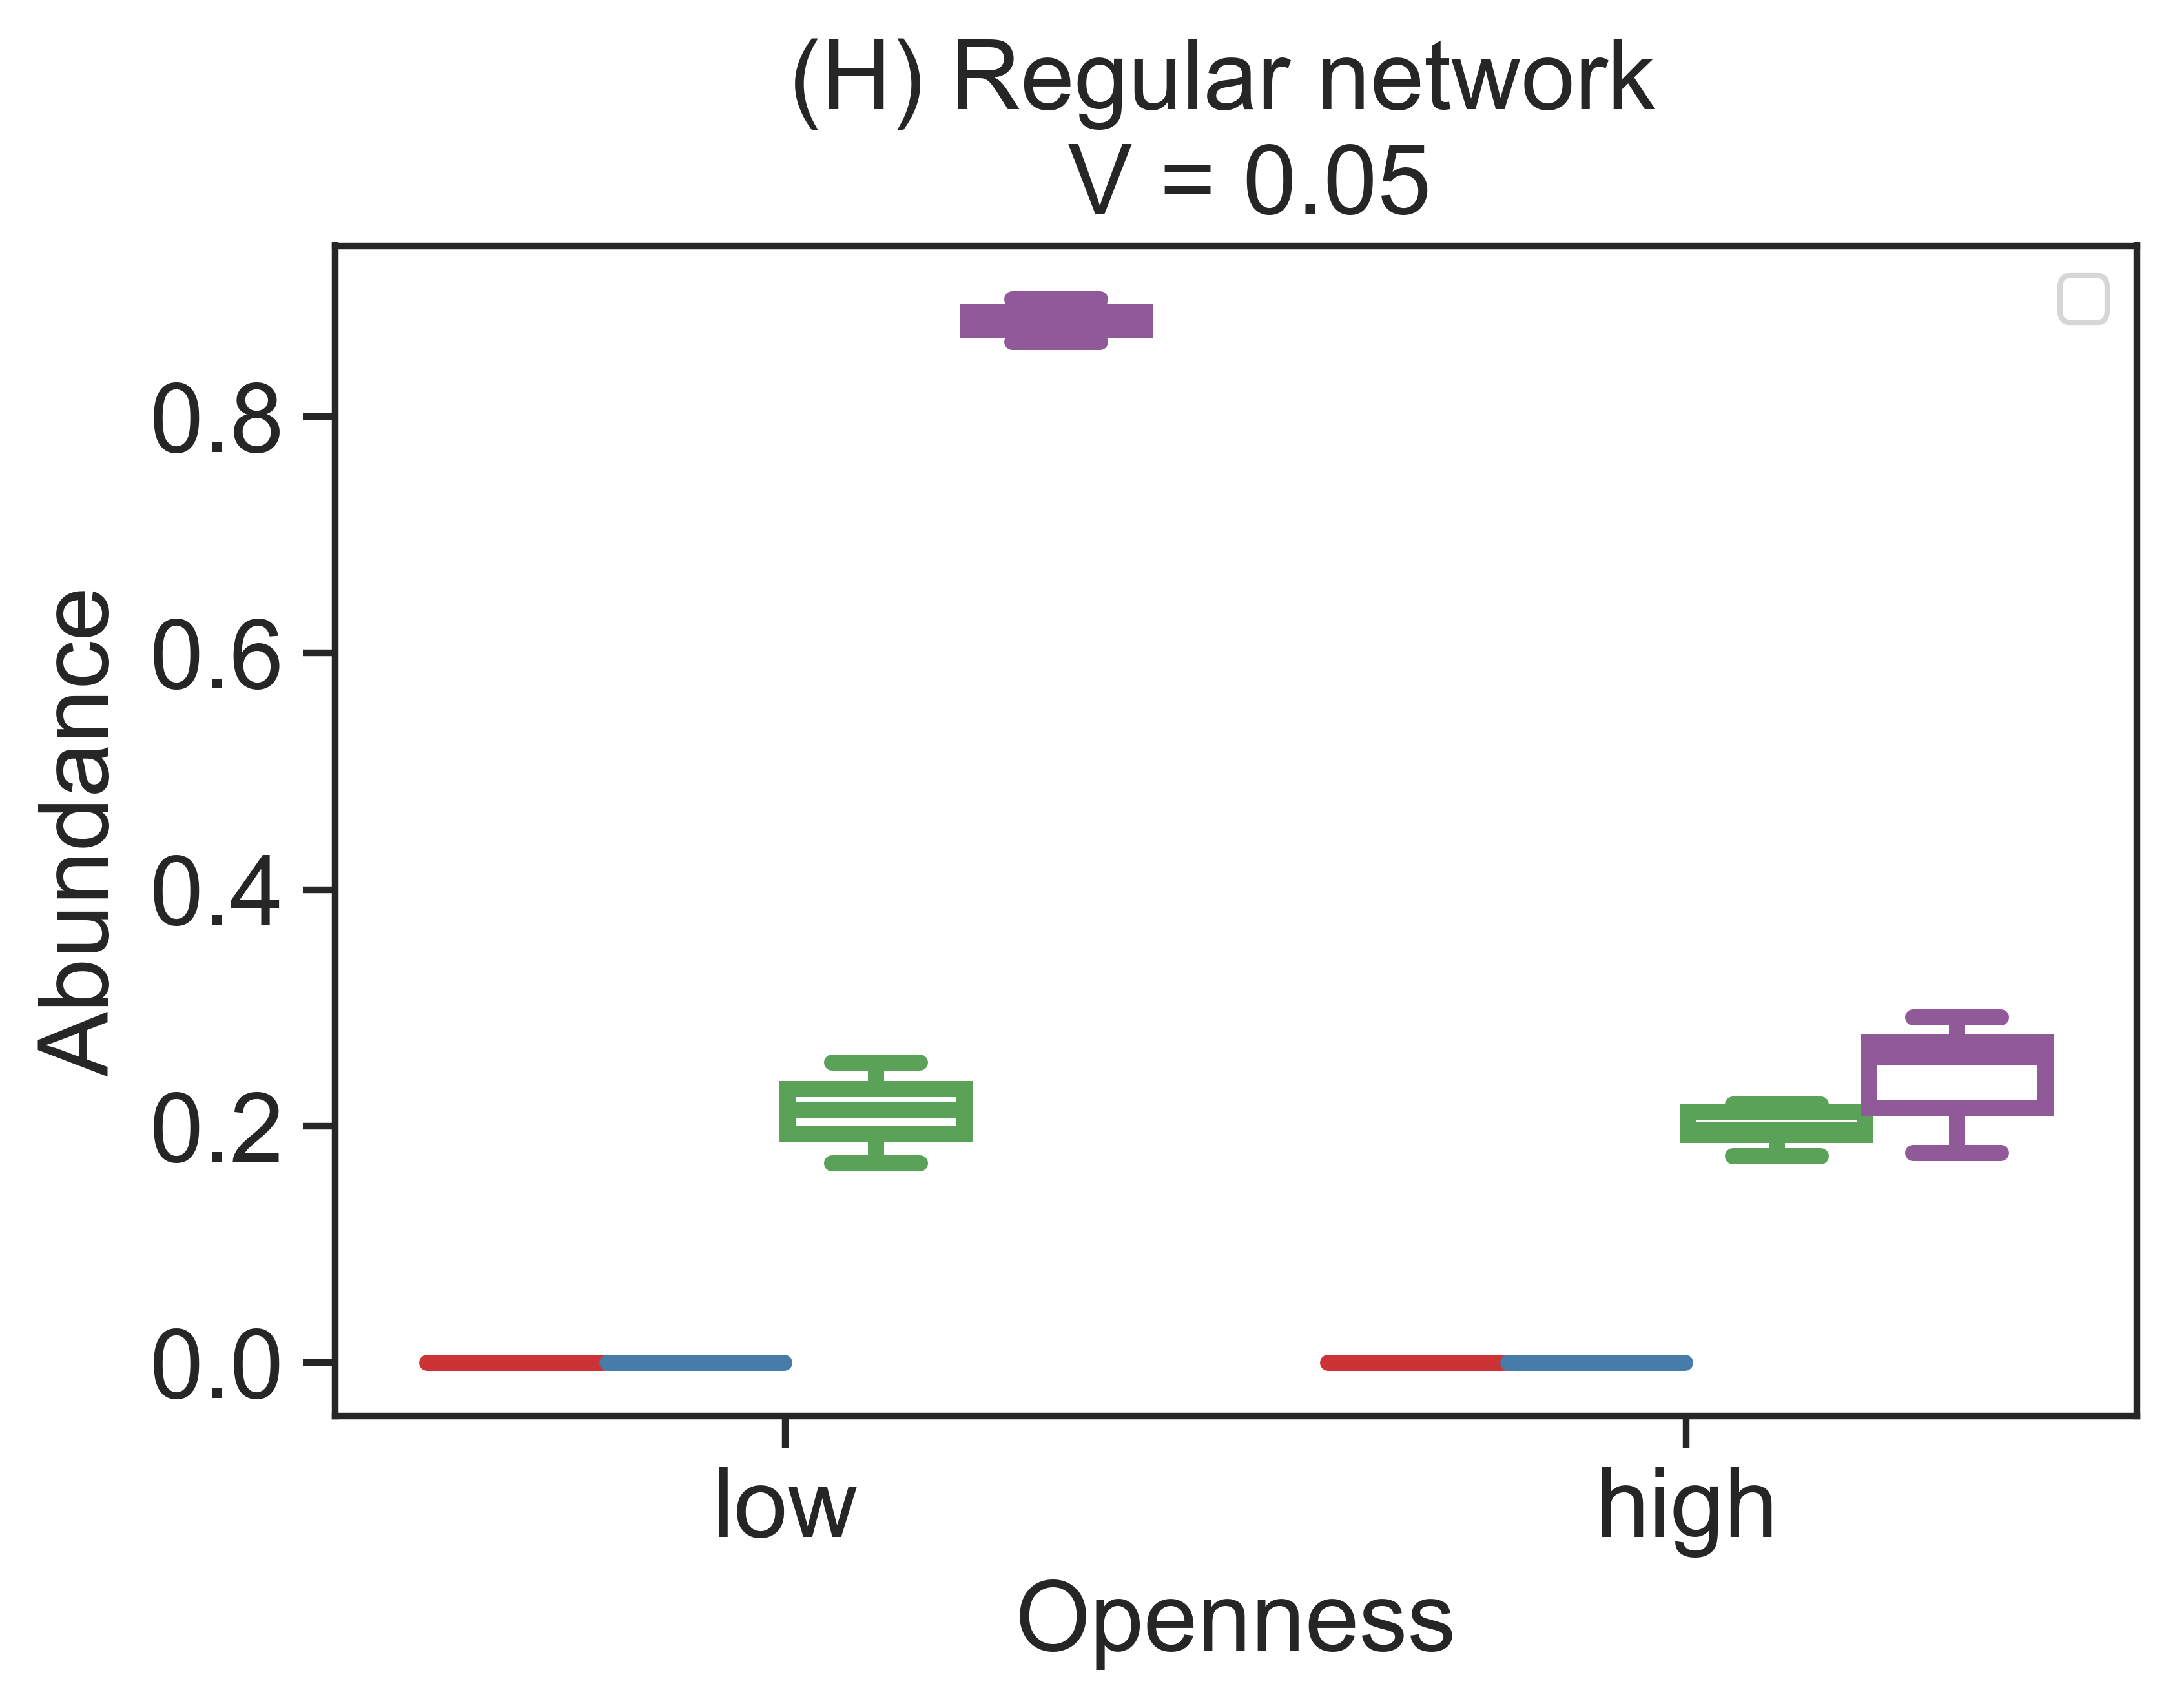 (H) Regular network
V = 0.05
Abundance
0.8
0.6
0.4
0.2
0.0
low
high
Openness